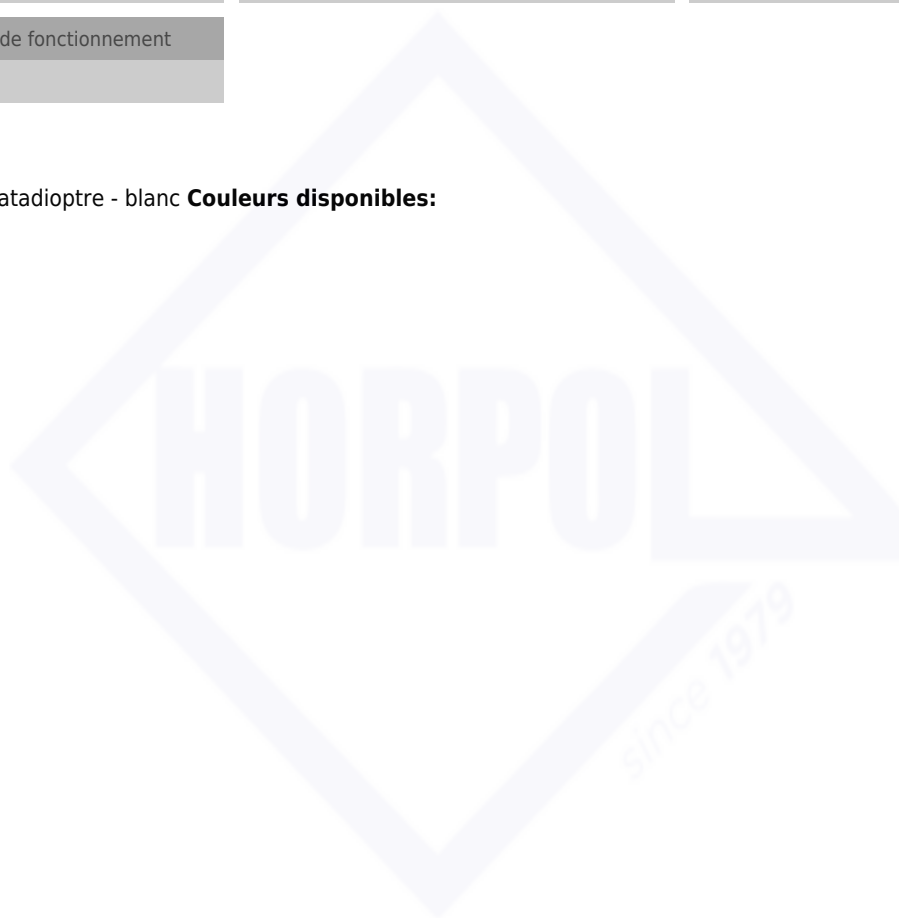 de fonctionnement
atadioptre - blanc Couleurs disponibles:
HORPOL
since 1979